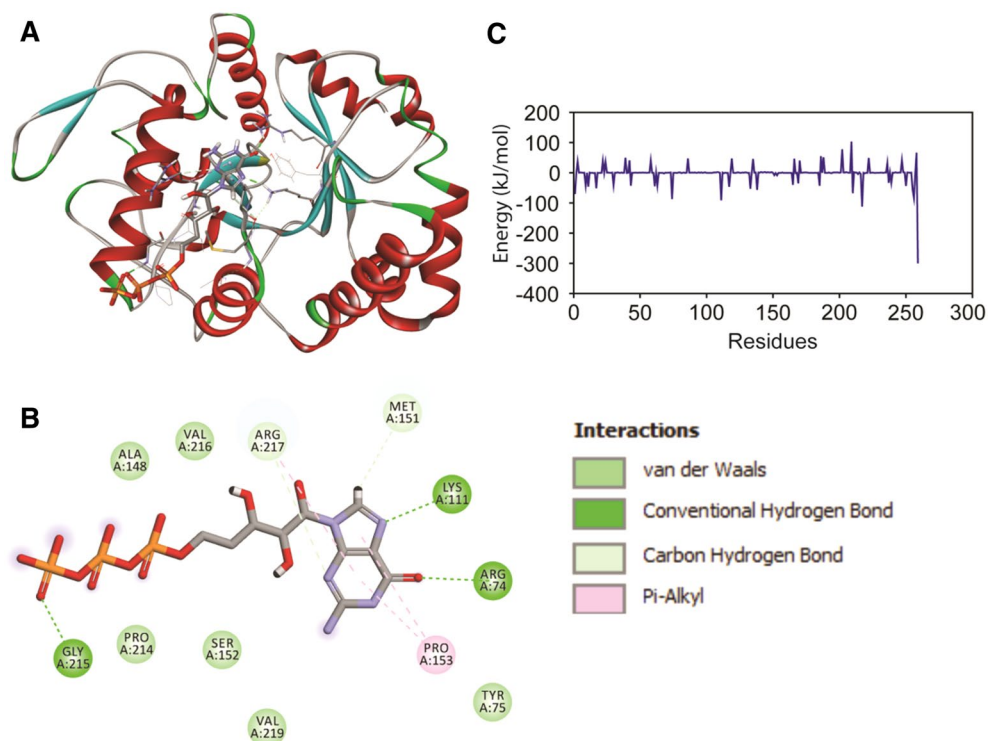 A
C
200
100
0
-100
-200
-300
-400
Energy (kJ/mol)
0
50
100
150
200
250
300
Residues
B
MET
A:151
VAL
A:216
ARG
A:217
ALA
A:148
LYS
A:111
ARG
A:74
GLY
A:215
PRO
A:214
SER
A:152
PRO
A:153
TYR
A:75
VAL
A:219
Interactions
van der Waals
Conventional Hydrogen Bond
Carbon Hydrogen Bond
Pi-Alkyl